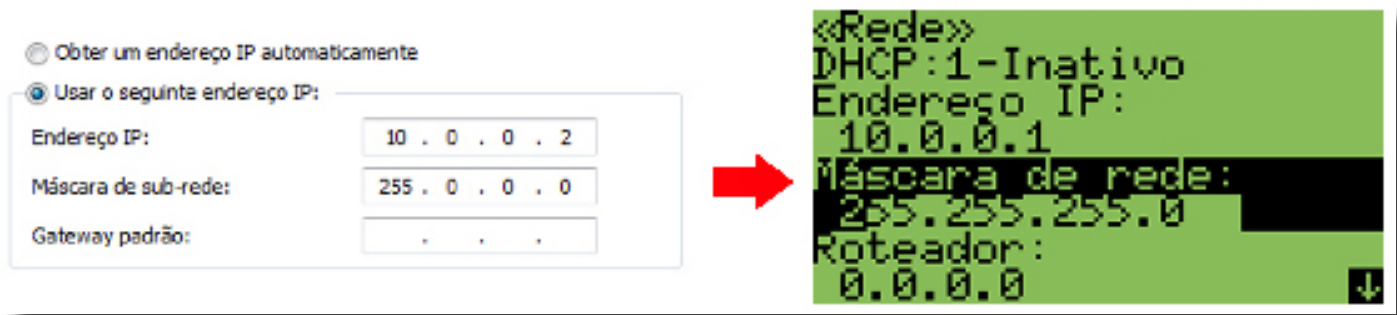 Obter um endereço IP automaticamente
Usar o seguinte endereço IP:
Endereço IP: 10 . 0 . 0 . 2
Máscara de sub-rede: 255 . 0 . 0 . 0
Gateway padrão: . . .
«Rede»
DHCP:1-Inativo
Endereço IP:
10.0.0.1
Máscara de rede:
255.255.255.0
Roteador:
0.0.0.0